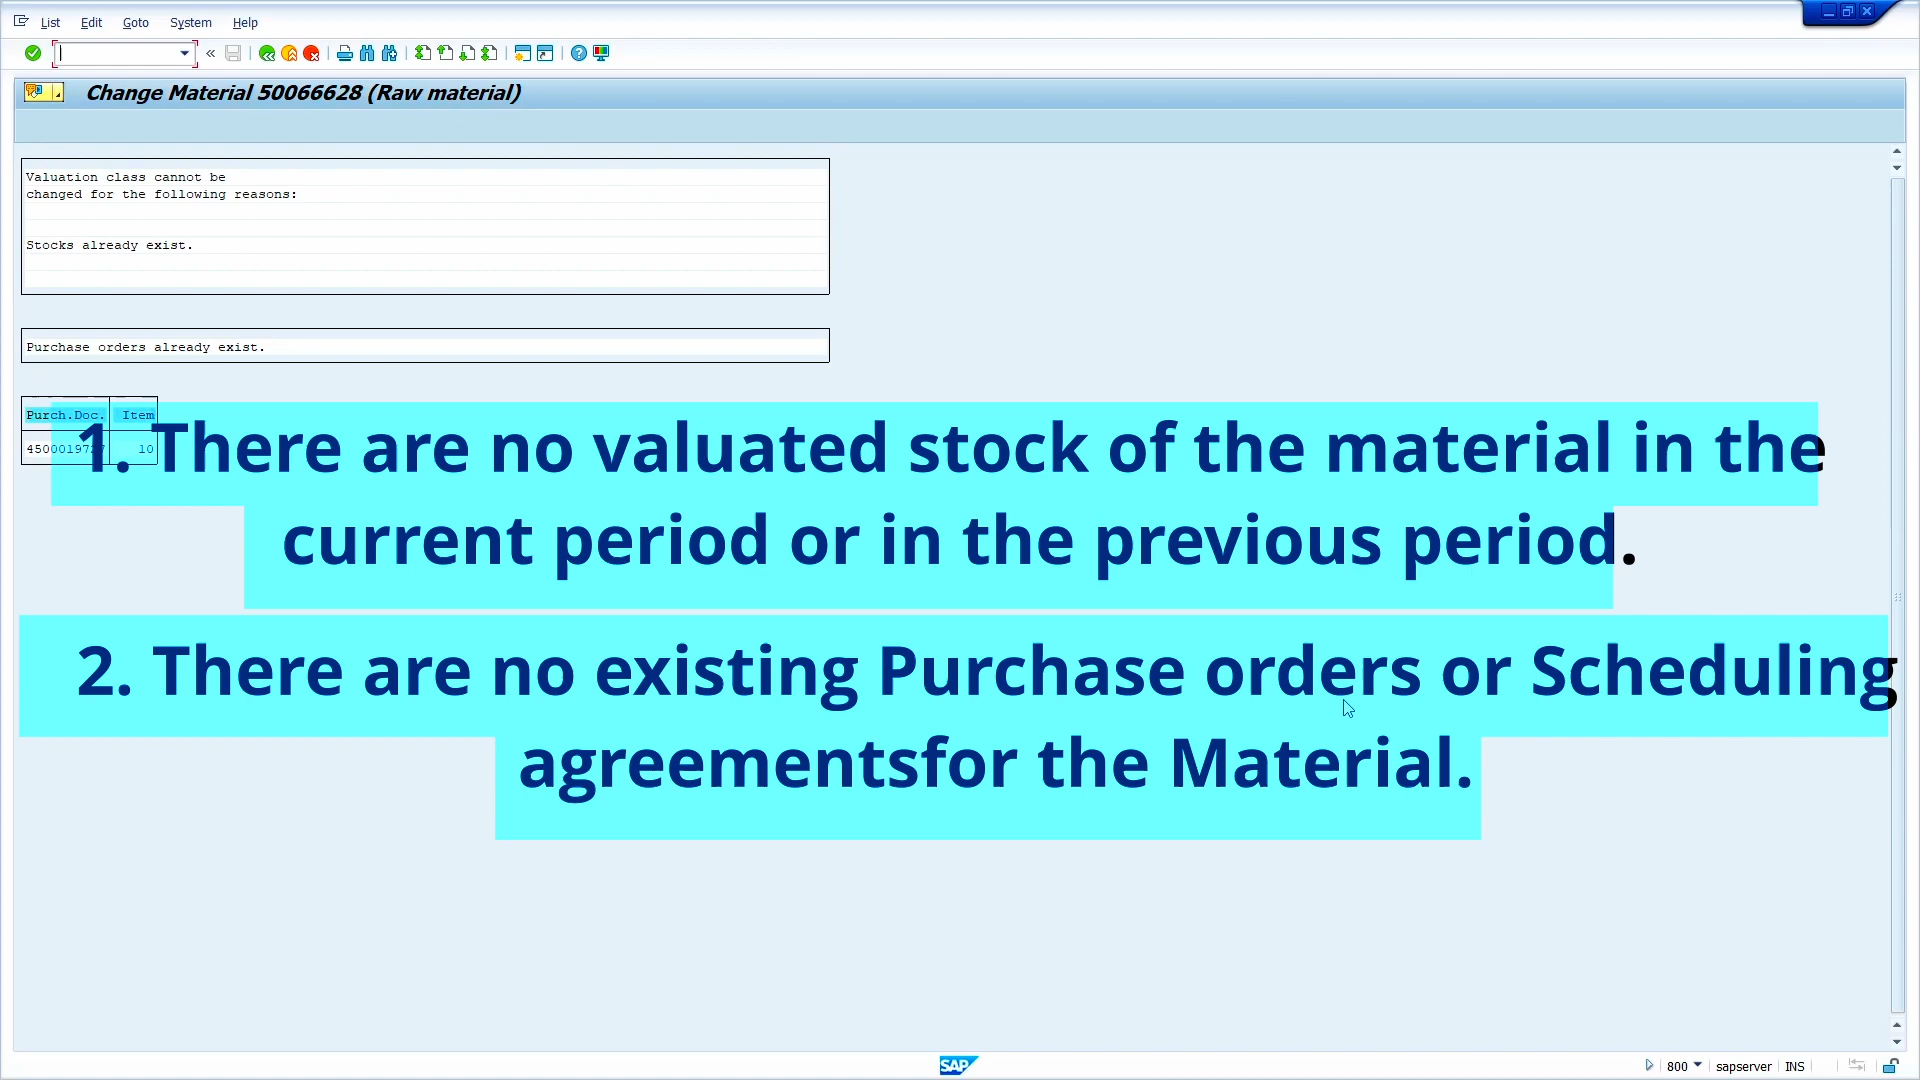 List Edit Goto System Help
Change Material 50066628 (Raw material)
Valuation class cannot be
changed for the following reasons:
Stocks already exist.
Purchase orders already exist.
Purch.Doc. Item
10
1. There are no valuated stock of the material in the
current period or in the previous period.
2. There are no existing Purchase orders or Scheduling
agreementsfor the Material.
SAP
800 sapserver INS